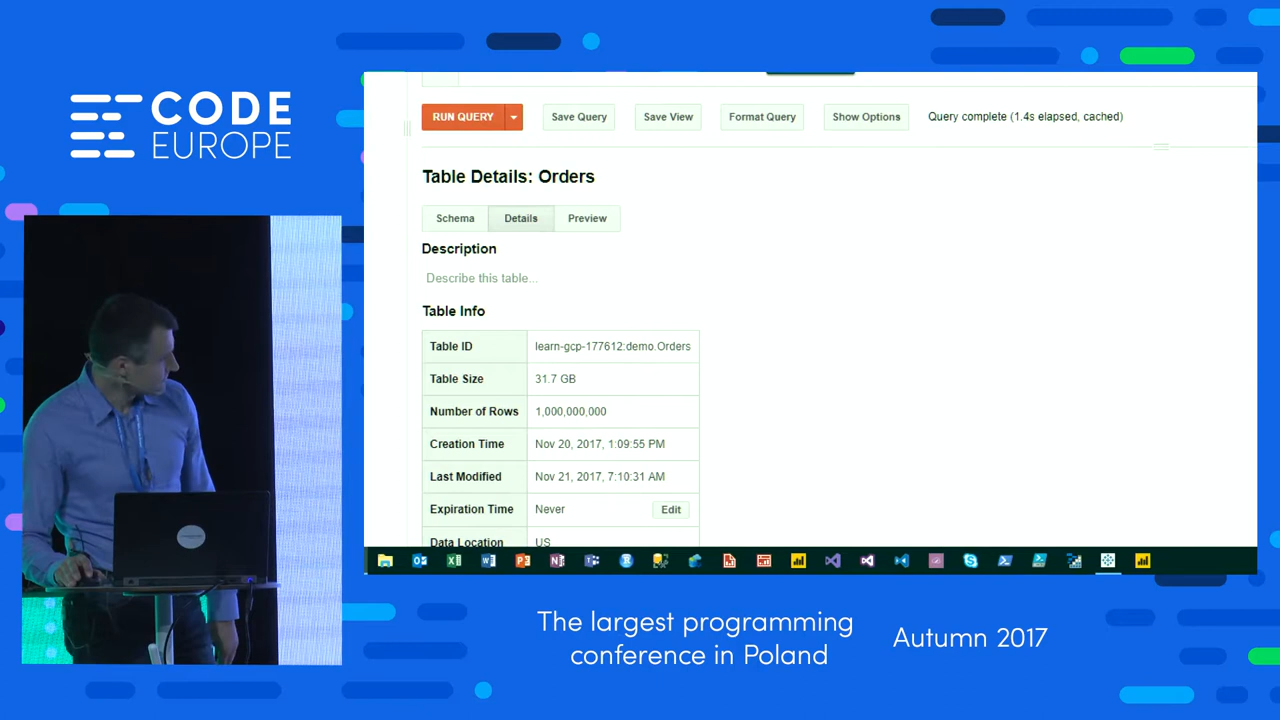 CODE
EUROPE
RUN QUERY
Save Query
Save View
Format Query
Show Options
Query complete (1.4s elapsed, cached)
Table Details: Orders
Schema
Details
Preview
Description
Describe this table...
Table Info
Table ID learn-gcp-177612:demo.Orders
Table Size 31.7 GB
Number of Rows 1,000,000,000
Creation Time Nov 20, 2017, 1:09:55 PM
Last Modified Nov 21, 2017, 7:10:31 AM
Expiration Time Never Edit
Data Location US
The largest programming
conference in Poland
Autumn 2017